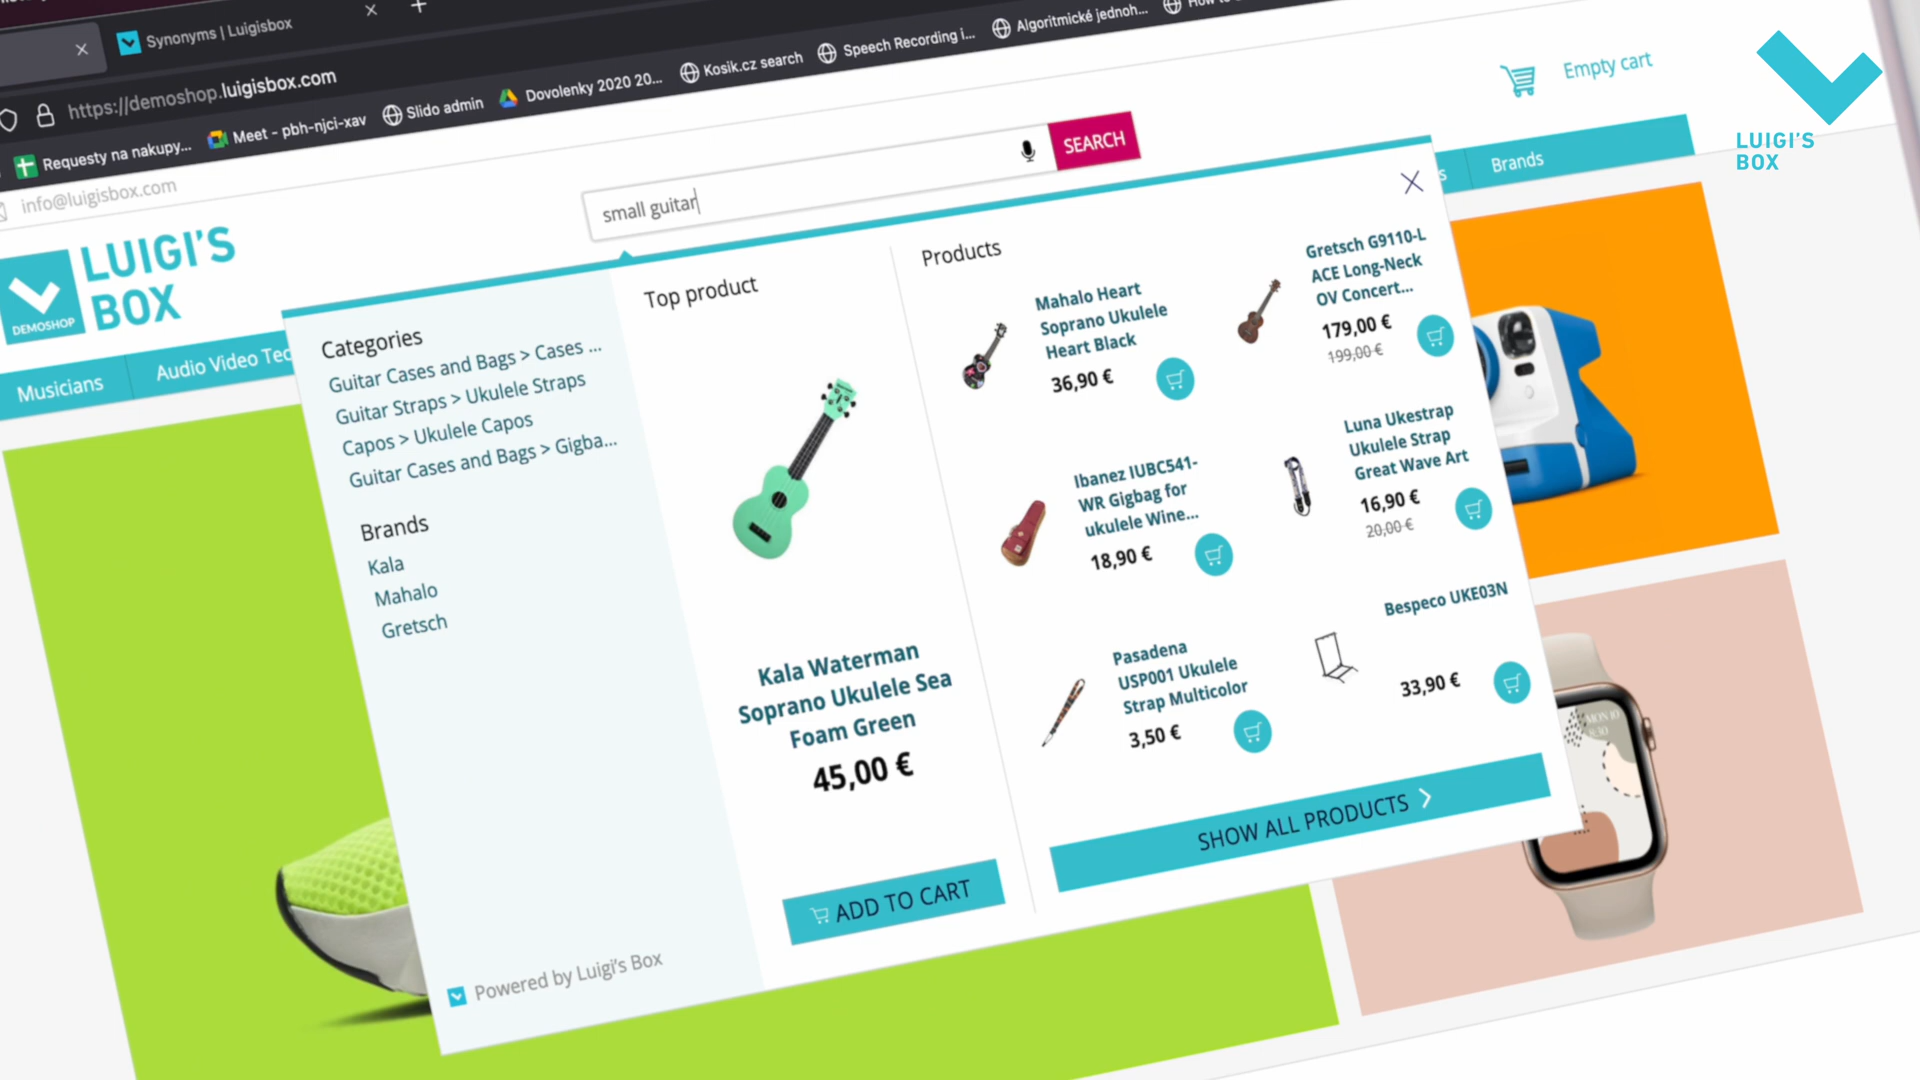 Synonyms | Luigisbox
https://demoshop.luigisbox.com
Requesty na nakupy...
Meet - pbh-njci-xav
Slido admin
Dovolenky 2020 20...
Kosik.cz search
Speech Recording i...
Algoritmické jednoh...
info@luigisbox.com
Empty cart
LUIGI'S
BOX
LUIGI'S
BOX
DEMOSHOP
small guitar
SEARCH
Musicians
Audio Video Tec
Brands
Categories
Guitar Cases and Bags > Cases ...
Guitar Straps > Ukulele Straps
Capos > Ukulele Capos
Guitar Cases and Bags > Gigba...
Brands
Kala
Mahalo
Gretsch
Powered by Luigi's Box
Top product
Kala Waterman
Soprano Ukulele Sea
Foam Green
45,00 €
ADD TO CART
Products
Mahalo Heart
Soprano Ukulele
Heart Black
36,90 €
Gretsch G9110-L
ACE Long-Neck
OV Concert...
179,00 €
199,00 €
Ibanez IUBC541-
WR Gigbag for
ukulele Wine...
18,90 €
Luna Ukestrap
Ukulele Strap
Great Wave Art
16,90 €
20,00 €
Pasadena
USP001 Ukulele
Strap Multicolor
3,50 €
Bespeco UKE03N
33,90 €
SHOW ALL PRODUCTS
MON 10